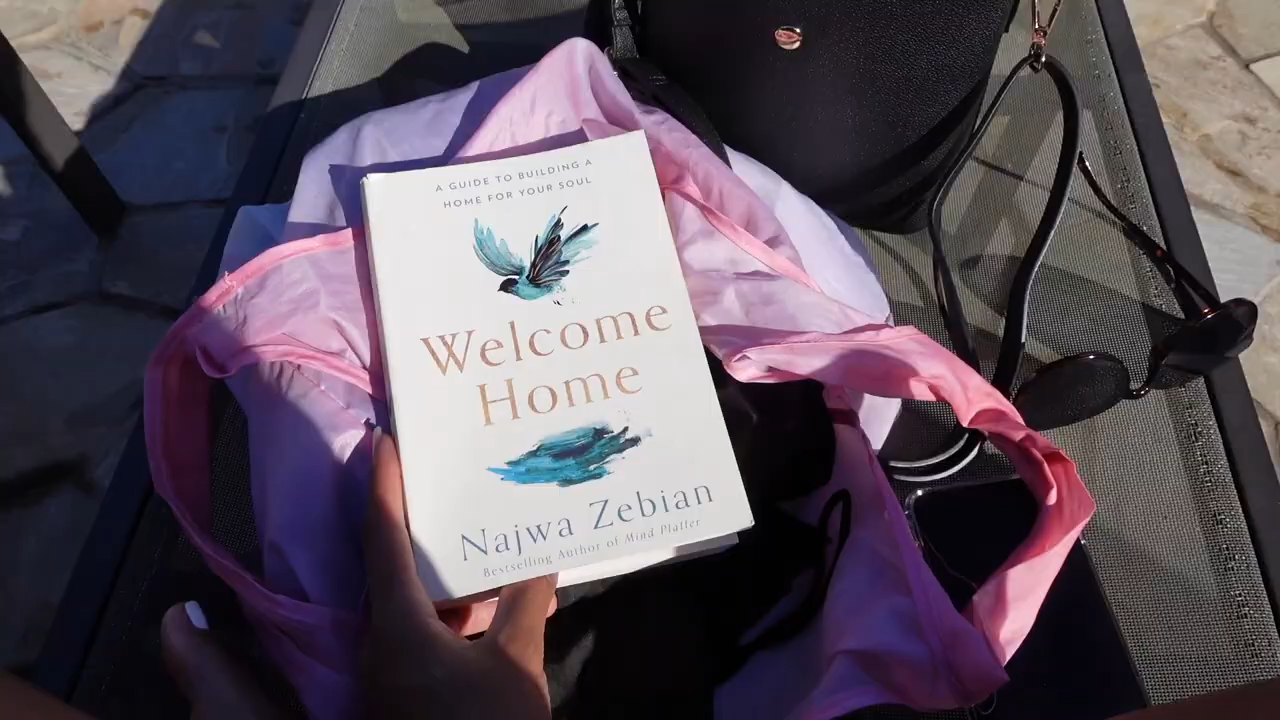 A GUIDE TO BUILDING A
HOME FOR YOUR SOUL
Welcome
Home
Najwa Zebian
Bestselling Author of Mind Platter